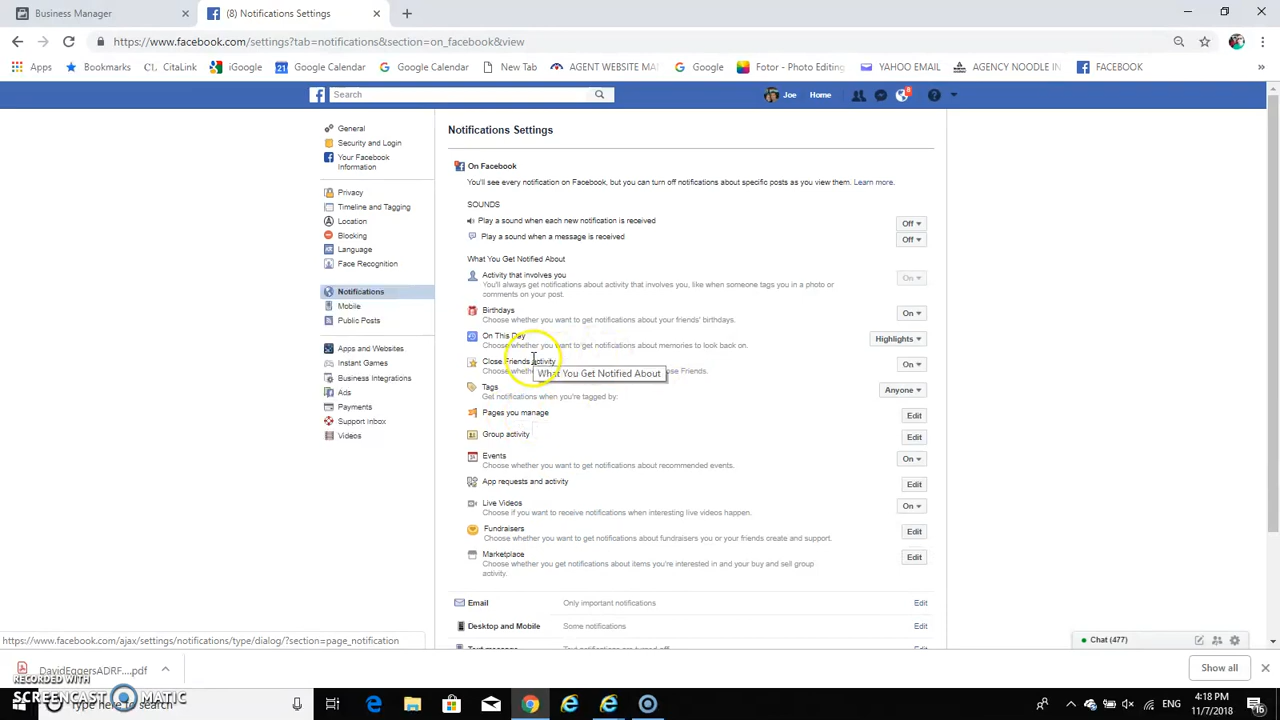 Business Manager
(8) Notifications Settings
https://www.facebook.com/settings?tab=notifications&section=on_facebook&view
Apps
Bookmarks
CitaLink
iGoogle
Google Calendar
Google Calendar
New Tab
AGENT WEBSITE MA
Google
Fotor - Photo Editing
YAHOO EMAIL
AGENCY NOODLE IN
FACEBOOK
Search
Joe
Home
8
General
Security and Login
Your Facebook
Information
Privacy
Timeline and Tagging
Location
Blocking
Language
Face Recognition
Notifications
Mobile
Public Posts
Apps and Websites
Instant Games
Business Integrations
Ads
Payments
Support Inbox
Videos
Notifications Settings
On Facebook
You'll see every notification on Facebook, but you can turn off notifications about specific posts as you view them. Learn more.
SOUNDS
Play a sound when each new notification is received
Off
Play a sound when a message is received
Off
What You Get Notified About
Activity that involves you
On
You'll always get notifications about activity that involves you, like when someone tags you in a photo or
comments on your post.
Birthdays
On
Choose whether you want to get notifications about your friends' birthdays.
On This Day
Highlights
Choose whether you want to get notifications about memories to look back on.
Close Friends activity
On
What You Get Notified About
se Friends.
Tags
Anyone
Get notifications when you're tagged by:
Pages you manage
Edit
Group activity
Edit
Events
On
Choose whether you want to get notifications about recommended events.
App requests and activity
Edit
Live Videos
On
Choose if you want to receive notifications when interesting live videos happen.
Fundraisers
Edit
Choose whether you want to get notifications about fundraisers you or your friends create and support.
Marketplace
Edit
Choose whether you get notifications about items you're interested in and your buy and sell group
activity.
Email
Only important notifications
Edit
Desktop and Mobile
Some notifications
Edit
https://www.facebook.com/ajax/settings/notifications/type/dialog/?section=page_notification
Chat (477)
DavidEggersADRF....pdf
Show all
RECORDED WITH
SCREENCAST MATIC
Type here to search
ENG
4:18 PM
11/7/2018